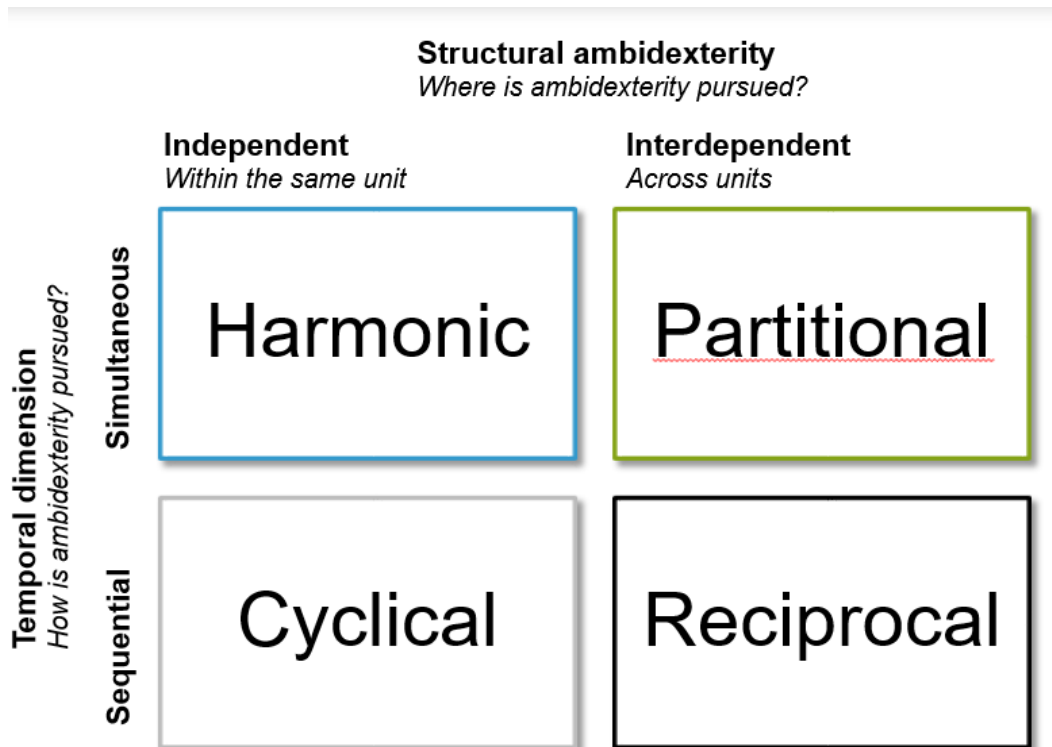 Structural ambidexterity
Where is ambidexterity pursued?
Independent
Within the same unit
Interdependent
Across units
Temporal dimension
How is ambidexterity pursued?
Simultaneous
Harmonic
Partitional
Sequential
Cyclical
Reciprocal